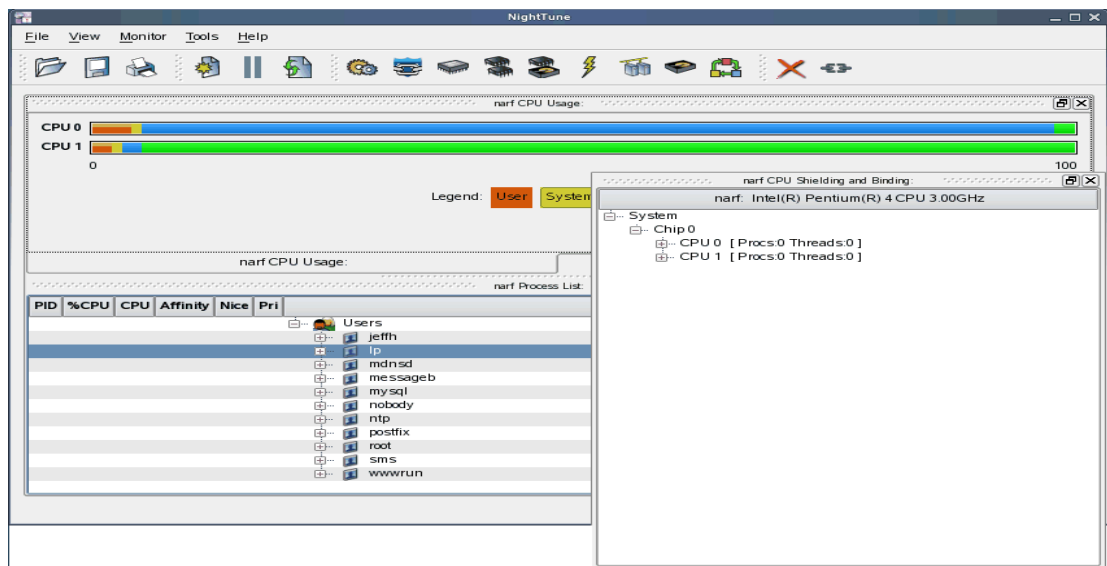 NightTune
File View Monitor Tools Help
narf CPU Usage:
CPU 0
CPU 1
0 100
Legend: User System
narf CPU Usage:
narf Process List:
PID %CPU CPU Affinity Nice Pri
Users
jeffh
lp
mdnsd
messageb
mysql
nobody
ntp
postfix
root
sms
wwwrun
narf CPU Shielding and Binding:
narf: Intel(R) Pentium(R) 4 CPU 3.00GHz
System
Chip 0
CPU 0 [ Procs:0 Threads:0 ]
CPU 1 [ Procs:0 Threads:0 ]